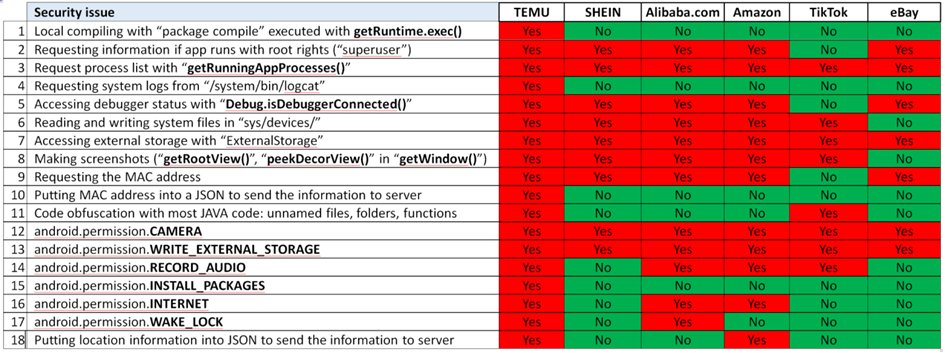 Security issue TEMU SHEIN Alibaba.com Amazon TikTok eBay
1 Local compiling with “package compile” executed with getRuntime.exec() Yes No No No No No
2 Requesting information if app runs with root rights (“superuser”) Yes Yes Yes Yes No Yes
3 Request process list with “getRunningAppProcesses()” Yes Yes Yes Yes Yes Yes
4 Requesting system logs from “/system/bin/logcat” Yes No No No No No
5 Accessing debugger status with “Debug.isDebuggerConnected()” Yes Yes Yes Yes No Yes
6 Reading and writing system files in “sys/devices/” Yes Yes Yes Yes Yes No
7 Accessing external storage with “ExternalStorage” Yes Yes Yes Yes Yes Yes
8 Making screenshots (“getRootView()”, “peekDecorView()” in “getWindow()”) Yes Yes Yes Yes Yes No
9 Requesting the MAC address Yes Yes Yes Yes No Yes
10 Putting MAC address into a JSON to send the information to server Yes No No No No No
11 Code obfuscation with most JAVA code: unnamed files, folders, functions Yes No No No Yes No
12 android.permission.CAMERA Yes Yes Yes Yes Yes Yes
13 android.permission.WRITE_EXTERNAL_STORAGE Yes Yes Yes Yes Yes Yes
14 android.permission.RECORD_AUDIO Yes No Yes Yes Yes No
15 android.permission.INSTALL_PACKAGES Yes No No No No No
16 android.permission.INTERNET Yes No Yes Yes No No
17 android.permission.WAKE_LOCK Yes No Yes No No No
18 Putting location information into JSON to send the information to server Yes No No Yes No No